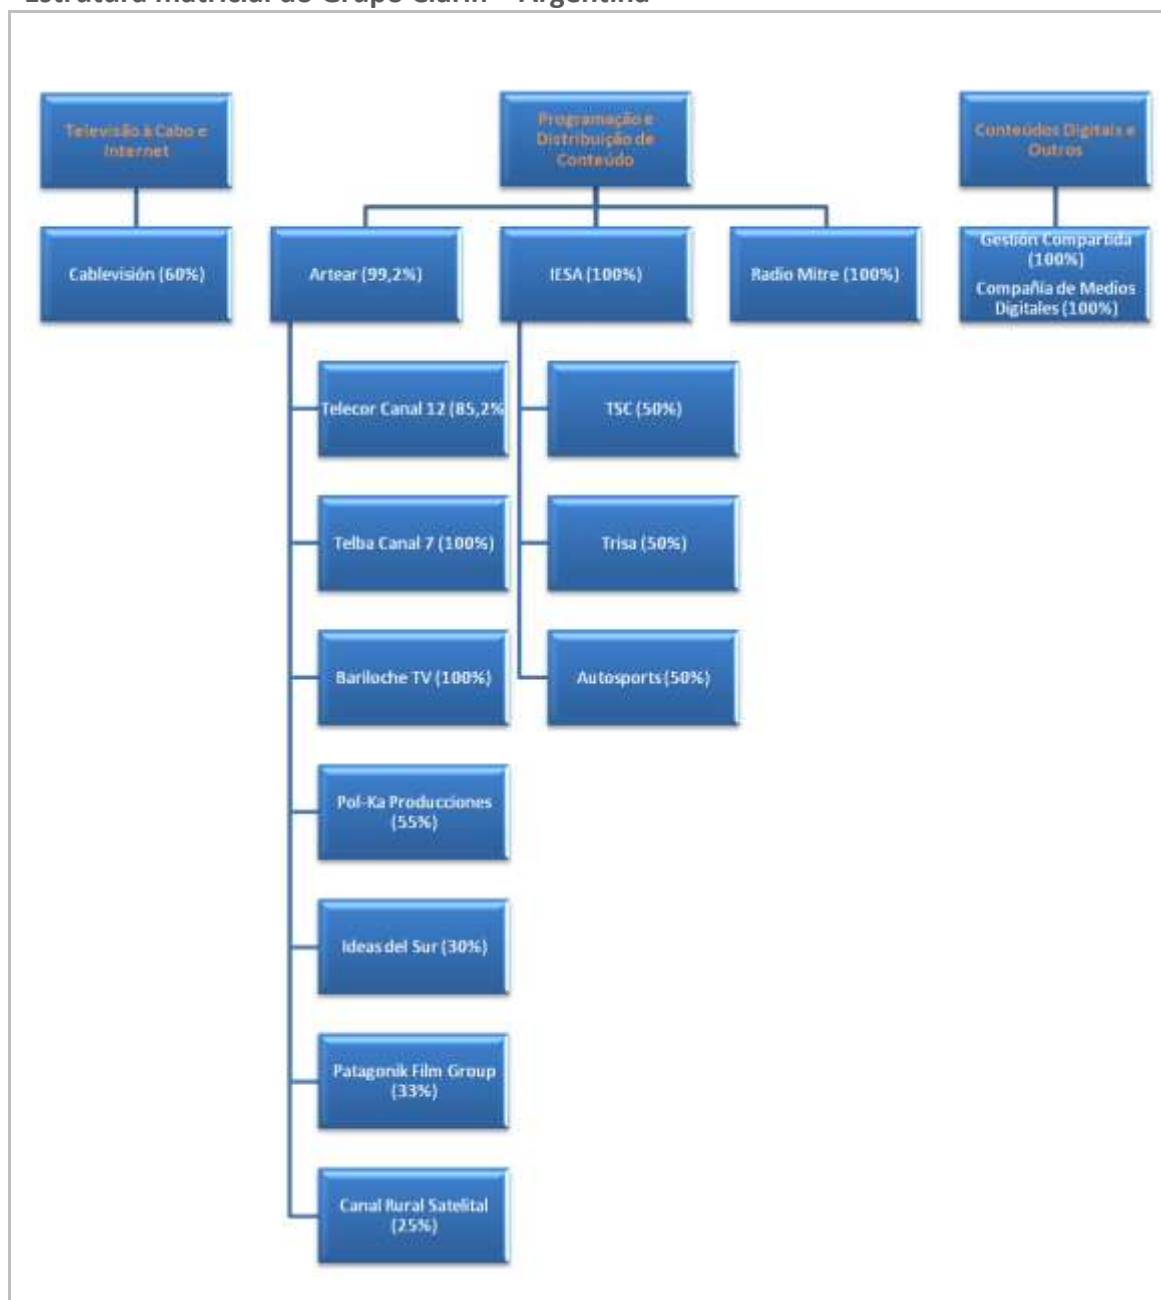 Estrutura matricial do Grupo Clarín – Argentina
Televisão à Cabo e
Internet
Programação e
Distribuição de
Conteúdo
Conteúdos Digitais e
Outros
Cablevisión (60%)
Artear (99,2%)
IESA (100%)
Radio Mitre (100%)
Gestión Compartida
(100%)
Compañia de Medios
Digitales (100%)
Telecor Canal 12 (85,2%
TSC (50%)
Telba Canal 7 (100%)
Trisa (50%)
Bariloche TV (100%)
Autosports (50%)
Pol-Ka Producciones
(55%)
Ideas del Sur (30%)
Patagonik Film Group
(33%)
Canal Rural Satelital
(25%)